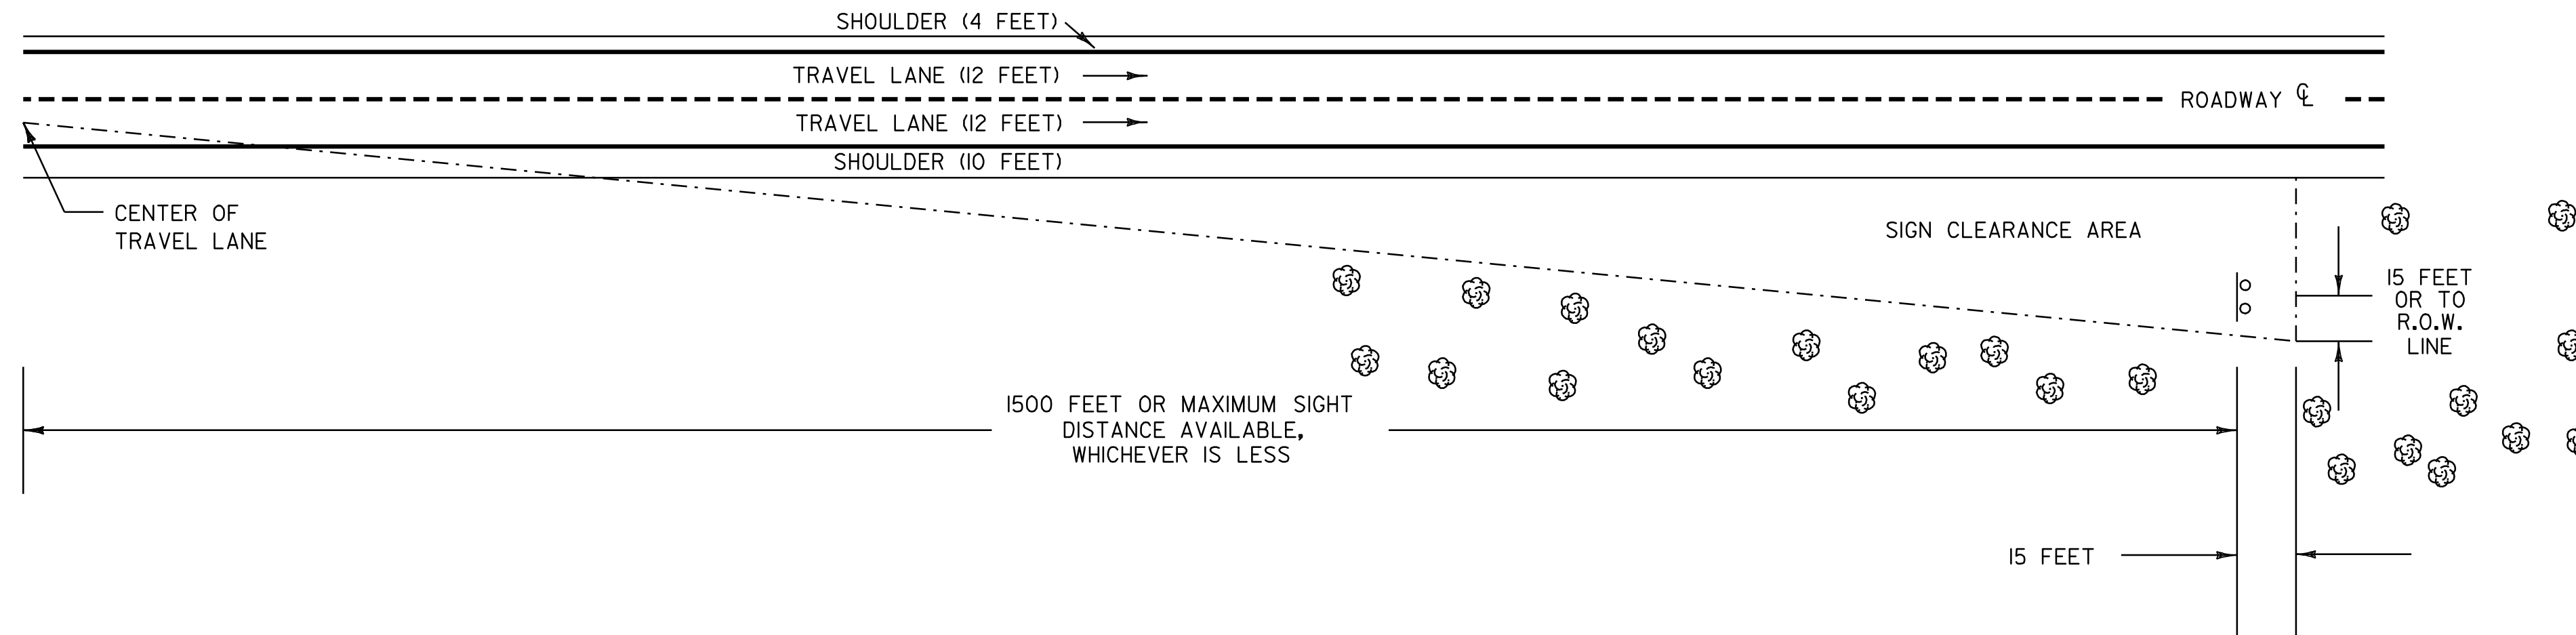 SHOULDER (4 FEET)
TRAVEL LANE (12 FEET)
ROADWAY ℄
TRAVEL LANE (12 FEET)
SHOULDER (10 FEET)
CENTER OF
TRAVEL LANE
SIGN CLEARANCE AREA
15 FEET
OR TO
R.O.W.
LINE
1500 FEET OR MAXIMUM SIGHT
DISTANCE AVAILABLE,
WHICHEVER IS LESS
15 FEET